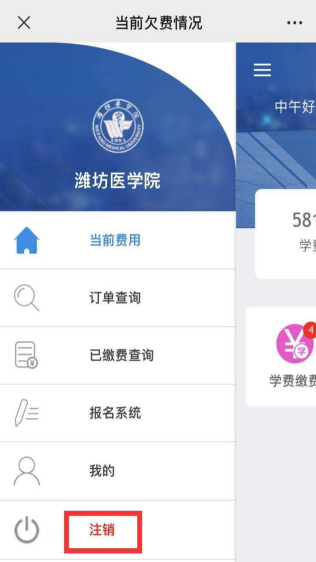 当前欠费情况
潍坊医学院
中午好
当前费用
订单查询
已缴费查询
报名系统
我的
注销
581
学
4
学
学费缴费